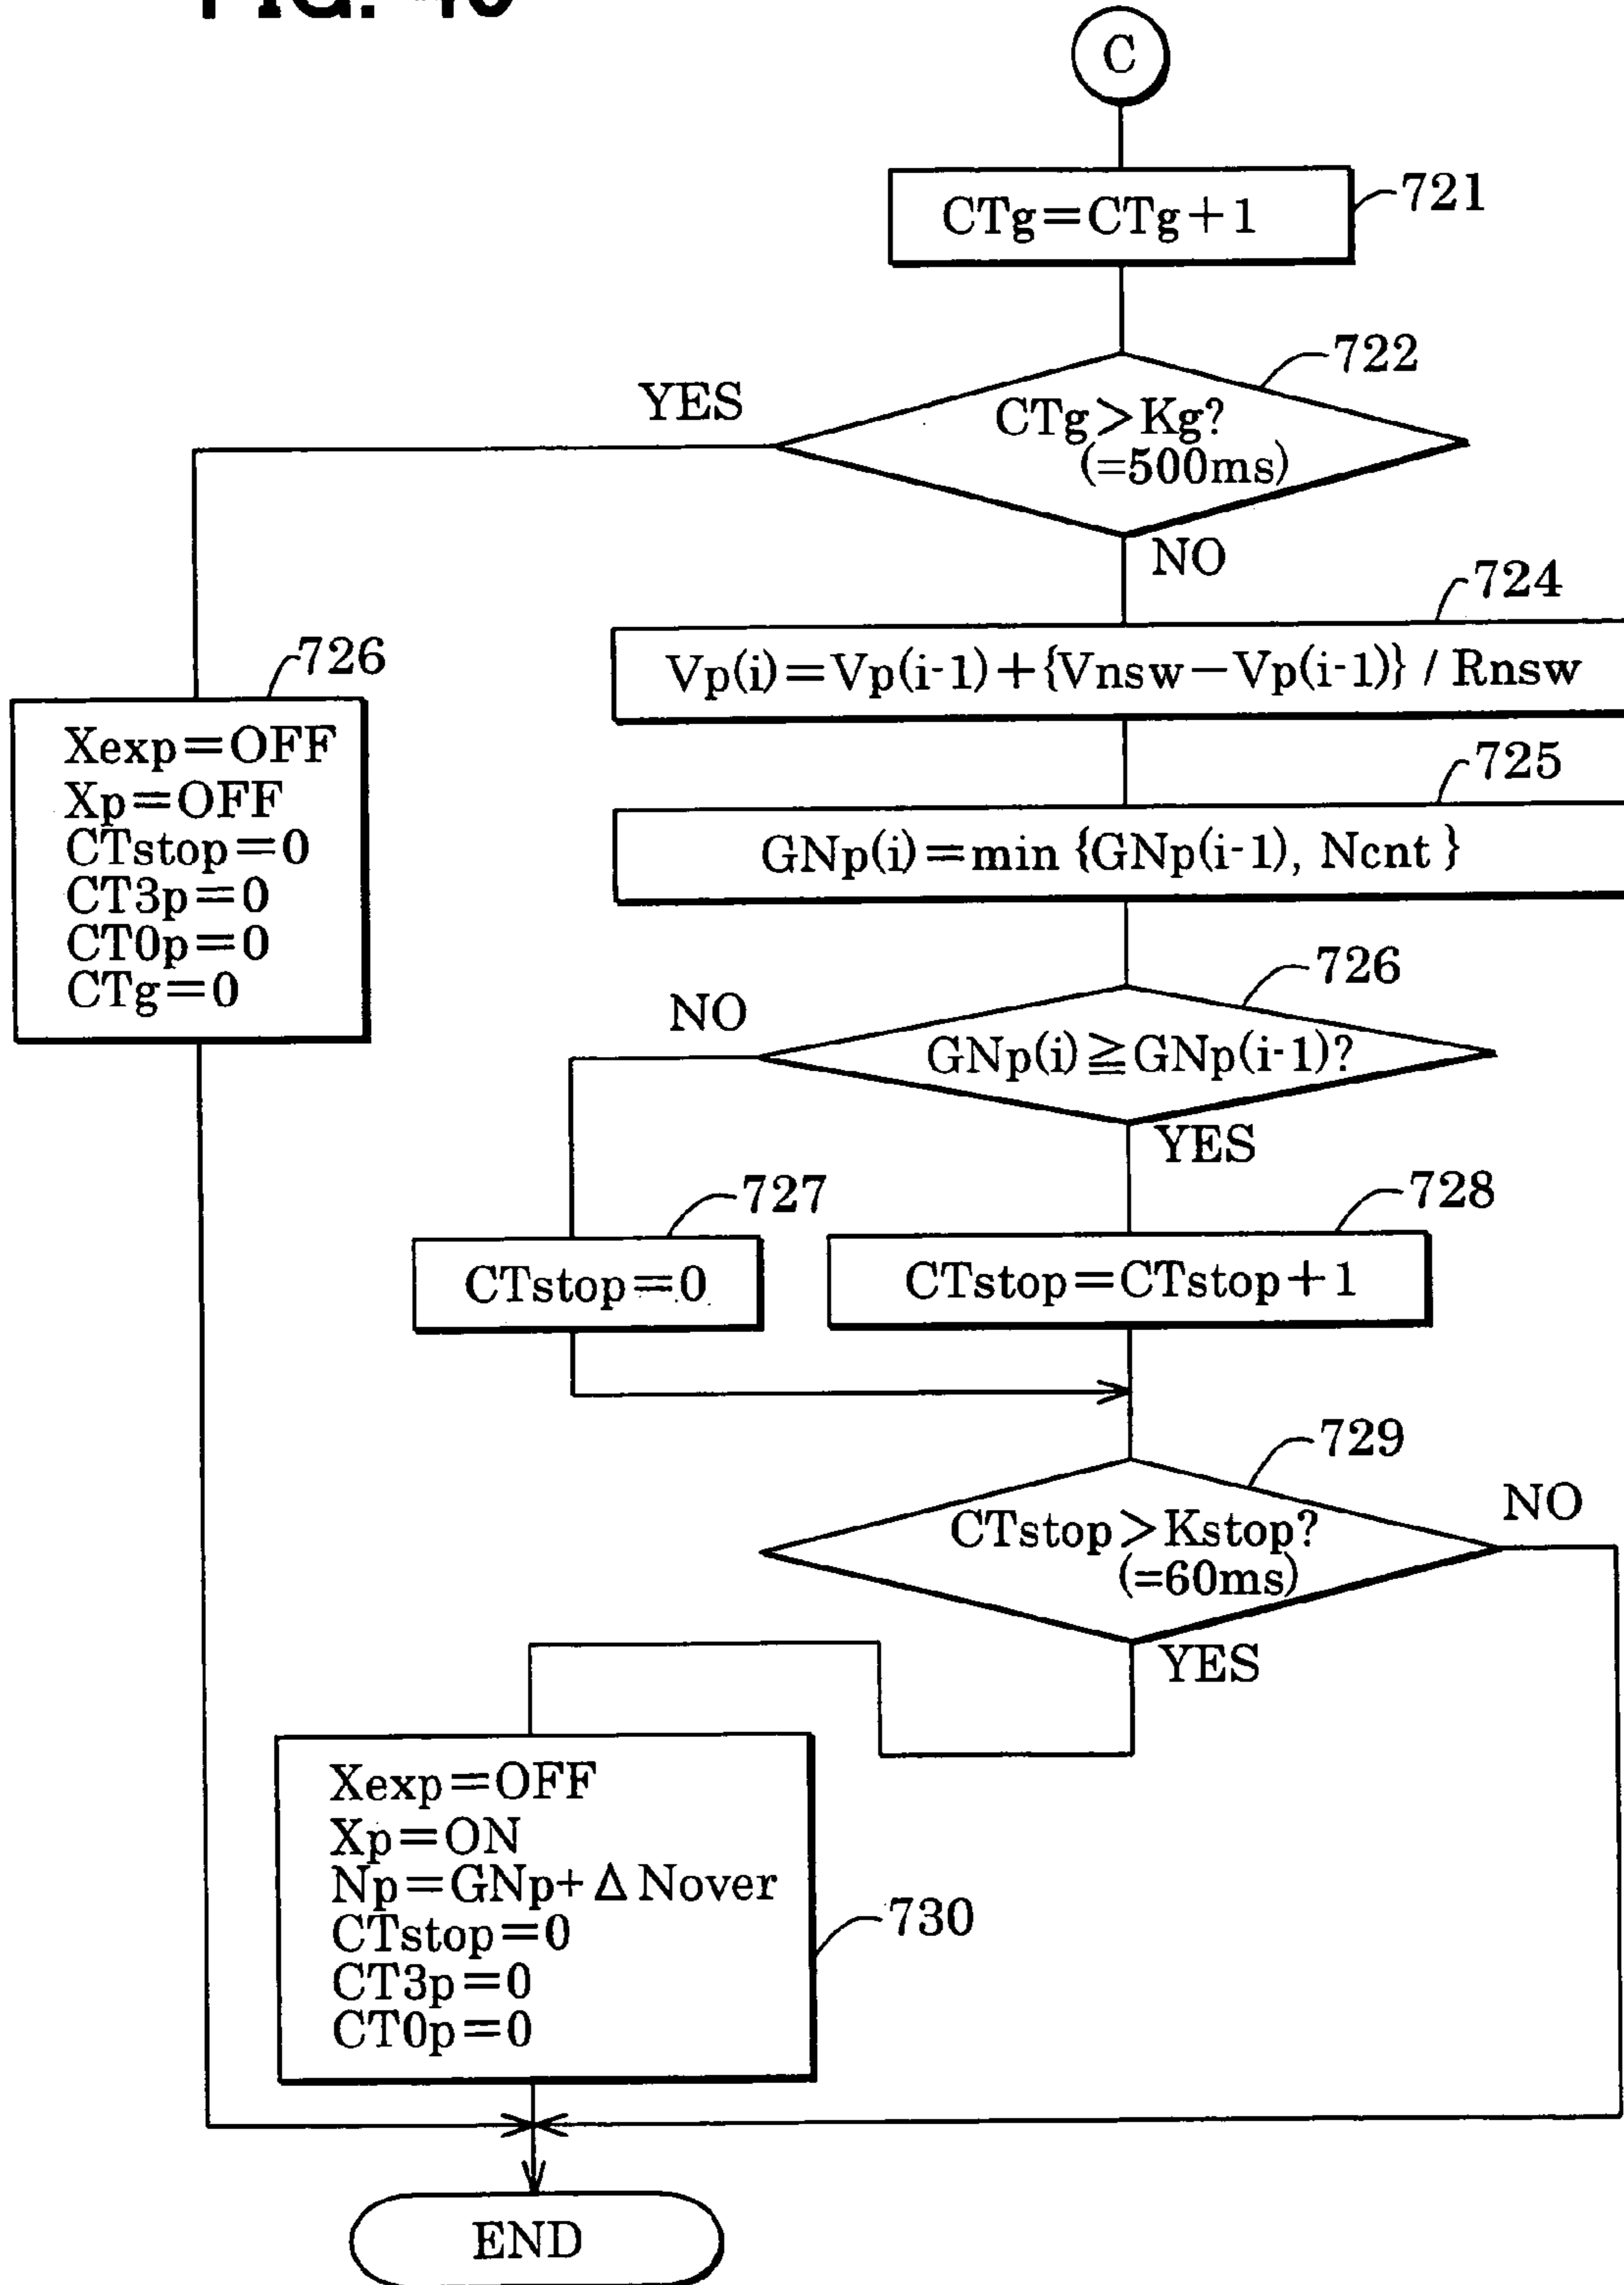 C
CTg=CTg+1
721
722
YES
CTg>Kg?
(=500ms)
NO
724
Vp(i)=Vp(i-1)+{Vnsw−Vp(i-1)} / Rnsw
726
Xexp=OFF
Xp=OFF
CTstop=0
CT3p=0
CT0p=0
CTg=0
725
GNp(i)=min {GNp(i-1), Ncnt }
726
NO
GNp(i)≧GNp(i-1)?
YES
727
CTstop=0
728
CTstop=CTstop+1
729
CTstop>Kstop?
(=60ms)
NO
YES
Xexp=OFF
Xp=ON
Np=GNp+Δ Nover
CTstop=0
CT3p=0
CT0p=0
730
END